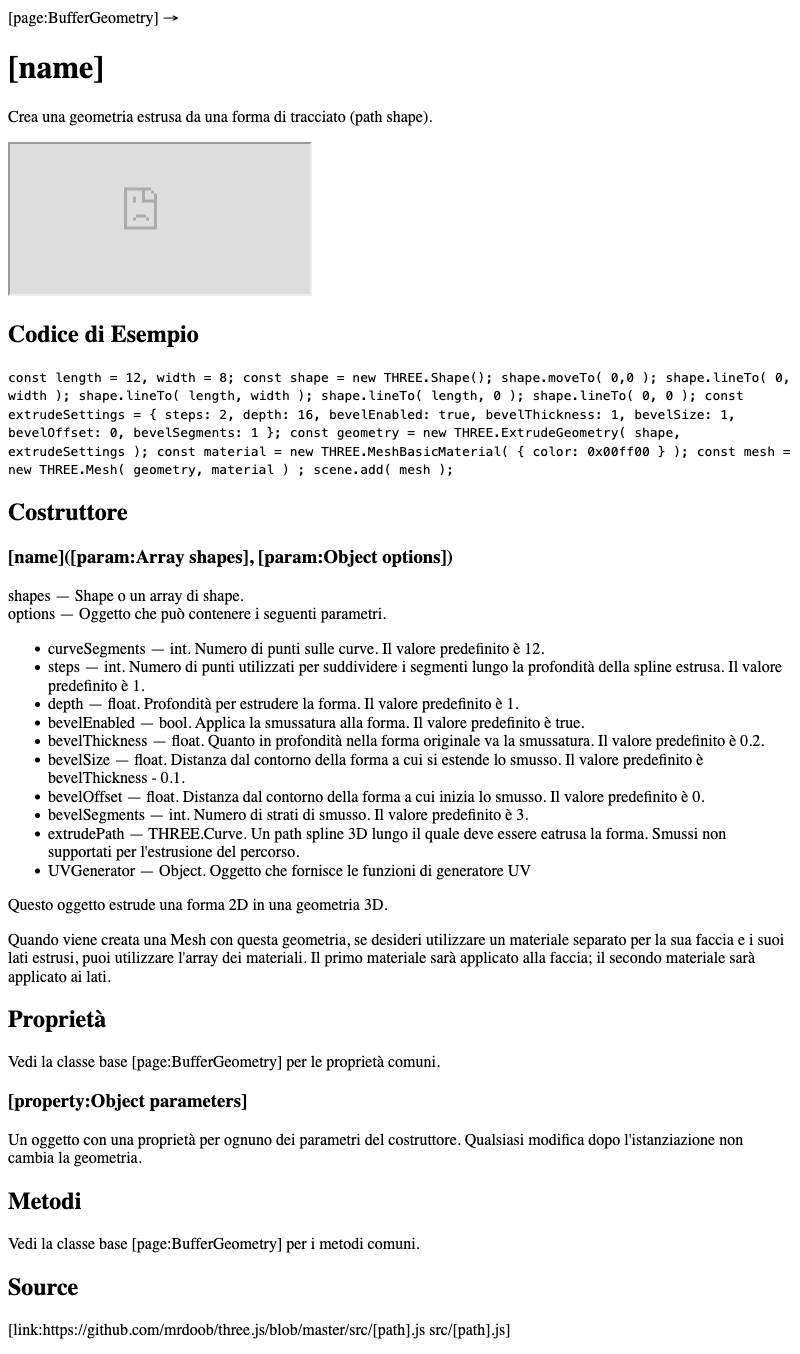 [page:BufferGeometry] →
[name]
Crea una geometria estrusa da una forma di tracciato (path shape).
Codice di Esempio
const length = 12, width = 8; const shape = new THREE.Shape(); shape.moveTo( 0,0 ); shape.lineTo( 0,
width ); shape.lineTo( length, width ); shape.lineTo( length, 0 ); shape.lineTo( 0, 0 ); const
extrudeSettings = { steps: 2, depth: 16, bevelEnabled: true, bevelThickness: 1, bevelSize: 1,
bevelOffset: 0, bevelSegments: 1 }; const geometry = new THREE.ExtrudeGeometry( shape,
extrudeSettings ); const material = new THREE.MeshBasicMaterial( { color: 0x00ff00 } ); const mesh =
new THREE.Mesh( geometry, material ) ; scene.add( mesh );
Costruttore
[name]([param:Array shapes], [param:Object options])
shapes — Shape o un array di shape.
options — Oggetto che può contenere i seguenti parametri.
• curveSegments — int. Numero di punti sulle curve. Il valore predefinito è 12.
• steps — int. Numero di punti utilizzati per suddividere i segmenti lungo la profondità della spline estrusa. Il valore
predefinito è 1.
• depth — float. Profondità per estrudere la forma. Il valore predefinito è 1.
• bevelEnabled — bool. Applica la smussatura alla forma. Il valore predefinito è true.
• bevelThickness — float. Quanto in profondità nella forma originale va la smussatura. Il valore predefinito è 0.2.
• bevelSize — float. Distanza dal contorno della forma a cui si estende lo smusso. Il valore predefinito è
bevelThickness - 0.1.
• bevelOffset — float. Distanza dal contorno della forma a cui inizia lo smusso. Il valore predefinito è 0.
• bevelSegments — int. Numero di strati di smusso. Il valore predefinito è 3.
• extrudePath — THREE.Curve. Un path spline 3D lungo il quale deve essere eatrusa la forma. Smussi non
supportati per l'estrusione del percorso.
• UVGenerator — Object. Oggetto che fornisce le funzioni di generatore UV
Questo oggetto estrude una forma 2D in una geometria 3D.
Quando viene creata una Mesh con questa geometria, se desideri utilizzare un materiale separato per la sua faccia e i suoi
lati estrusi, puoi utilizzare l'array dei materiali. Il primo materiale sarà applicato alla faccia; il secondo materiale sarà
applicato ai lati.
Proprietà
Vedi la classe base [page:BufferGeometry] per le proprietà comuni.
[property:Object parameters]
Un oggetto con una proprietà per ognuno dei parametri del costruttore. Qualsiasi modifica dopo l'istanziazione non
cambia la geometria.
Metodi
Vedi la classe base [page:BufferGeometry] per i metodi comuni.
Source
[link:https://github.com/mrdoob/three.js/blob/master/src/[path].js src/[path].js]